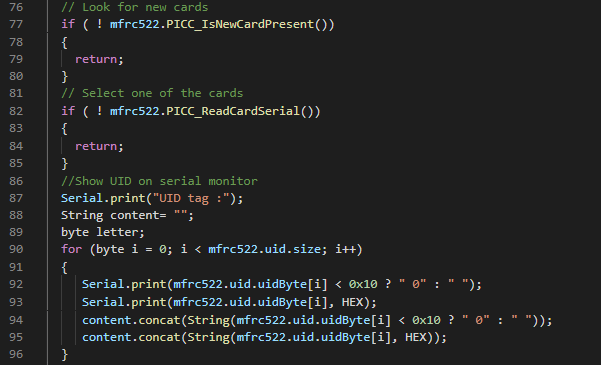 76 // Look for new cards
77 if ( ! mfrc522.PICC_IsNewCardPresent())
78 {
79 return;
80 }
81 // Select one of the cards
82 if ( ! mfrc522.PICC_ReadCardSerial())
83 {
84 return;
85 }
86 //Show UID on serial monitor
87 Serial.print("UID tag :");
88 String content= "";
89 byte letter;
90 for (byte i = 0; i < mfrc522.uid.size; i++)
91 {
92 Serial.print(mfrc522.uid.uidByte[i] < 0x10 ? " 0" : " ");
93 Serial.print(mfrc522.uid.uidByte[i], HEX);
94 content.concat(String(mfrc522.uid.uidByte[i] < 0x10 ? " 0" : " "));
95 content.concat(String(mfrc522.uid.uidByte[i], HEX));
96 }